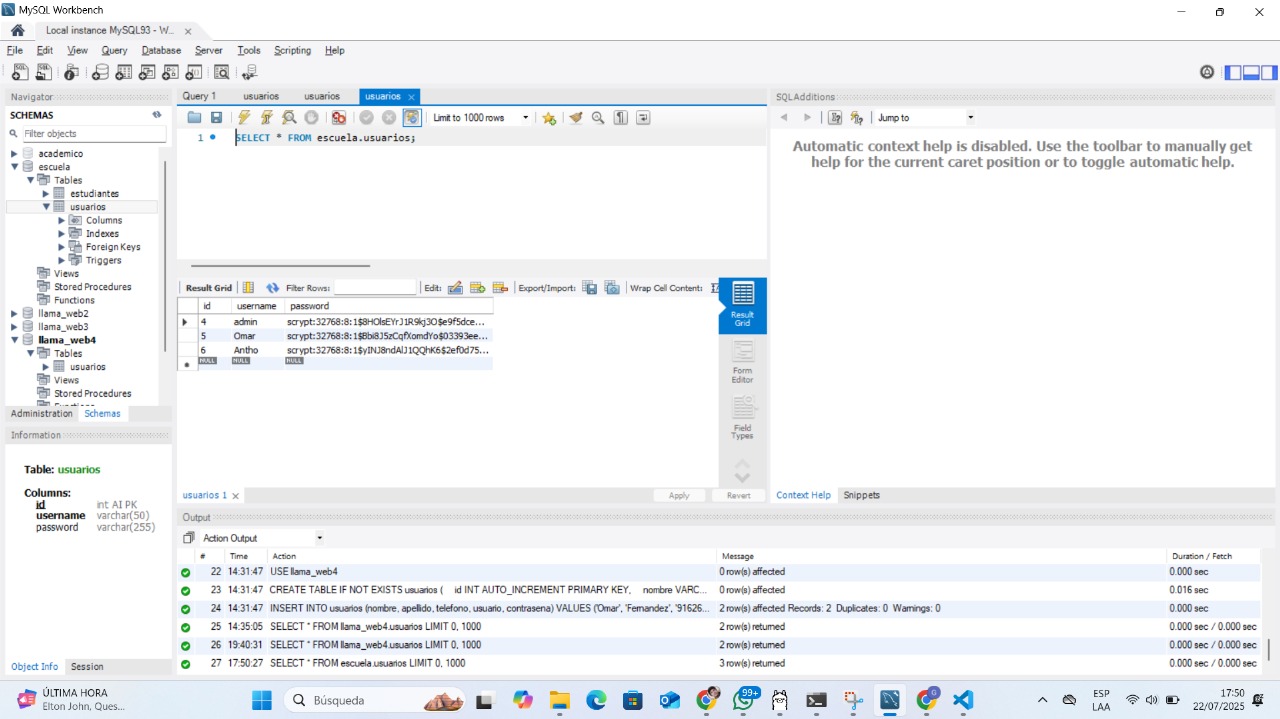 MySQL Workbench
Local instance MySQL93 - W...
File Edit View Query Database Server Tools Scripting Help
Navigator
SCHEMAS
Filter objects
academico
escuela
Tables
estudiantes
usuarios
Columns
Indexes
Foreign Keys
Triggers
Views
Stored Procedures
Functions
llama_web2
llama_web3
llama_web4
Tables
usuarios
Views
Stored Procedures
Functions
Administration Schemas
Information
Table: usuarios
Columns:
id int AI PK
username varchar(50)
password varchar(255)
Object Info Session
Query 1 usuarios usuarios usuarios
Limit to 1000 rows
1 SELECT * FROM escuela.usuarios;
Result Grid Filter Rows: Edit: Export/Import: Wrap Cell Content:
id username password
4 admin scrypt:32768:8:1$8HOlsEYrJ1R9kj3O$e9f5dce...
5 Omar scrypt:32768:8:1$Bbi8J5zCqfXomdYo$03393ee...
6 Antho scrypt:32768:8:1$yINJ8ndAlJ1QQhK6$2ef0d75...
NULL NULL NULL
Result
Grid
Form
Editor
Field
Types
usuarios 1 Apply Revert
SQLAdditions
Jump to
Automatic context help is disabled. Use the toolbar to manually get
help for the current caret position or to toggle automatic help.
Context Help Snippets
Output
Action Output
# Time Action Message Duration / Fetch
22 14:31:47 USE llama_web4 0 row(s) affected 0.000 sec
23 14:31:47 CREATE TABLE IF NOT EXISTS usuarios ( id INT AUTO_INCREMENT PRIMARY KEY, nombre VARC... 0 row(s) affected 0.016 sec
24 14:31:47 INSERT INTO usuarios (nombre, apellido, telefono, usuario, contrasena) VALUES ('Omar', 'Fernandez', '91626... 2 row(s) affected Records: 2 Duplicates: 0 Warnings: 0 0.000 sec
25 14:35:05 SELECT * FROM llama_web4.usuarios LIMIT 0, 1000 2 row(s) returned 0.000 sec / 0.000 sec
26 19:40:31 SELECT * FROM llama_web4.usuarios LIMIT 0, 1000 2 row(s) returned 0.000 sec / 0.000 sec
27 17:50:27 SELECT * FROM escuela.usuarios LIMIT 0, 1000 3 row(s) returned 0.000 sec / 0.000 sec
ÚLTIMA HORA
Elton John, Ques...
Búsqueda
99+
G
ESP
LAA
17:50
22/07/2025